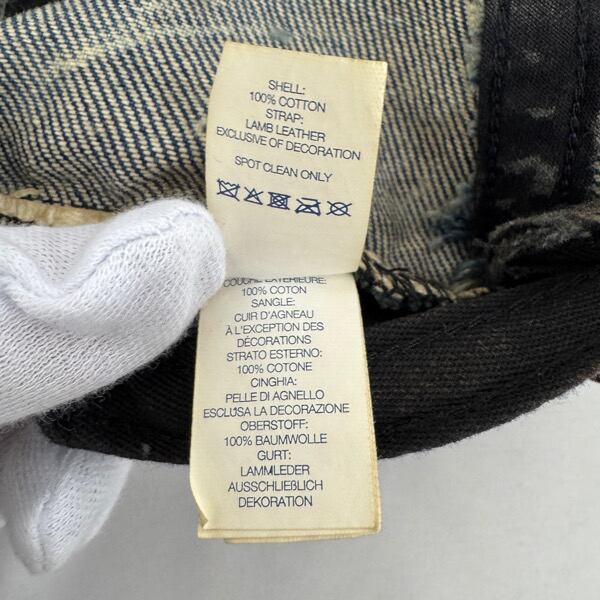 SHELL:
100% COTTON
STRAP:
LAMB LEATHER
EXCLUSIVE OF DECORATION
SPOT CLEAN ONLY
COUCHE EXTERIEURE:
100% COTON
SANGLE:
CUIR D'AGNEAU
À L'EXCEPTION DES
DÉCORATIONS
STRATO ESTERNO:
100% COTONE
CINGHIA:
PELLE DI AGNELLO
ESCLUSA LA DECORAZIONE
OBERSTOFF:
100% BAUMWOLLE
GURT:
LAMMLEDER
AUSSCHLIEßLICH
DEKORATION